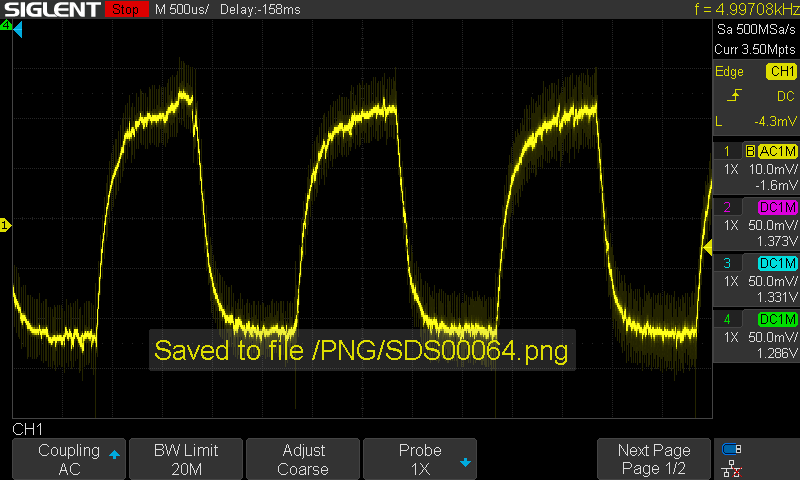 SIGLENT Stop M 500us/ Delay:-158ms f = 4.99708kHz
Sa 500MSa/s
Curr 3.50Mpts
Edge CH1
DC
L -4.3mV
1 B AC1M
1X 10.0mV/
-1.6mV
2 DC1M
1X 50.0mV/
1.373V
3 DC1M
1X 50.0mV/
1.331V
4 DC1M
1X 50.0mV/
1.286V
4
1
Saved to file /PNG/SDS00064.png
CH1
Coupling
AC
BW Limit
20M
Adjust
Coarse
Probe
1X
Next Page
Page 1/2